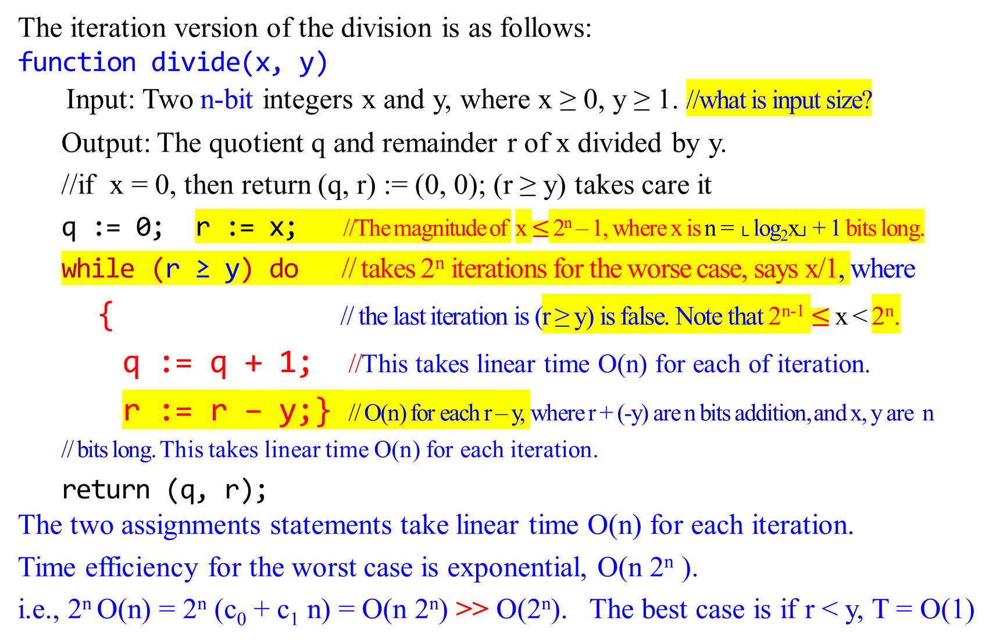 The iteration version of the division is as follows:
function divide(x, y)
Input: Two n-bit integers x and y, where x ≥ 0, y ≥ 1. //what is input size?
Output: The quotient q and remainder r of x divided by y.
//if x = 0, then return (q, r) := (0, 0); (r ≥ y) takes care it
q := 0; r := x; //The magnitude of x ≤ 2ⁿ – 1, where x is n = ⌞ log₂x⌟ + 1 bits long.
while (r ≥ y) do // takes 2ⁿ iterations for the worse case, says x/1, where
{ // the last iteration is (r ≥ y) is false. Note that 2ⁿ⁻¹ ≤ x < 2ⁿ.
q := q + 1; //This takes linear time O(n) for each of iteration.
r := r – y;} // O(n) for each r – y, where r + (-y) are n bits addition, and x, y are n
// bits long. This takes linear time O(n) for each iteration.
return (q, r);
The two assignments statements take linear time O(n) for each iteration.
Time efficiency for the worst case is exponential, O(n 2ⁿ ).
i.e., 2ⁿ O(n) = 2ⁿ (c₀ + c₁ n) = O(n 2ⁿ) >> O(2ⁿ). The best case is if r < y, T = O(1)